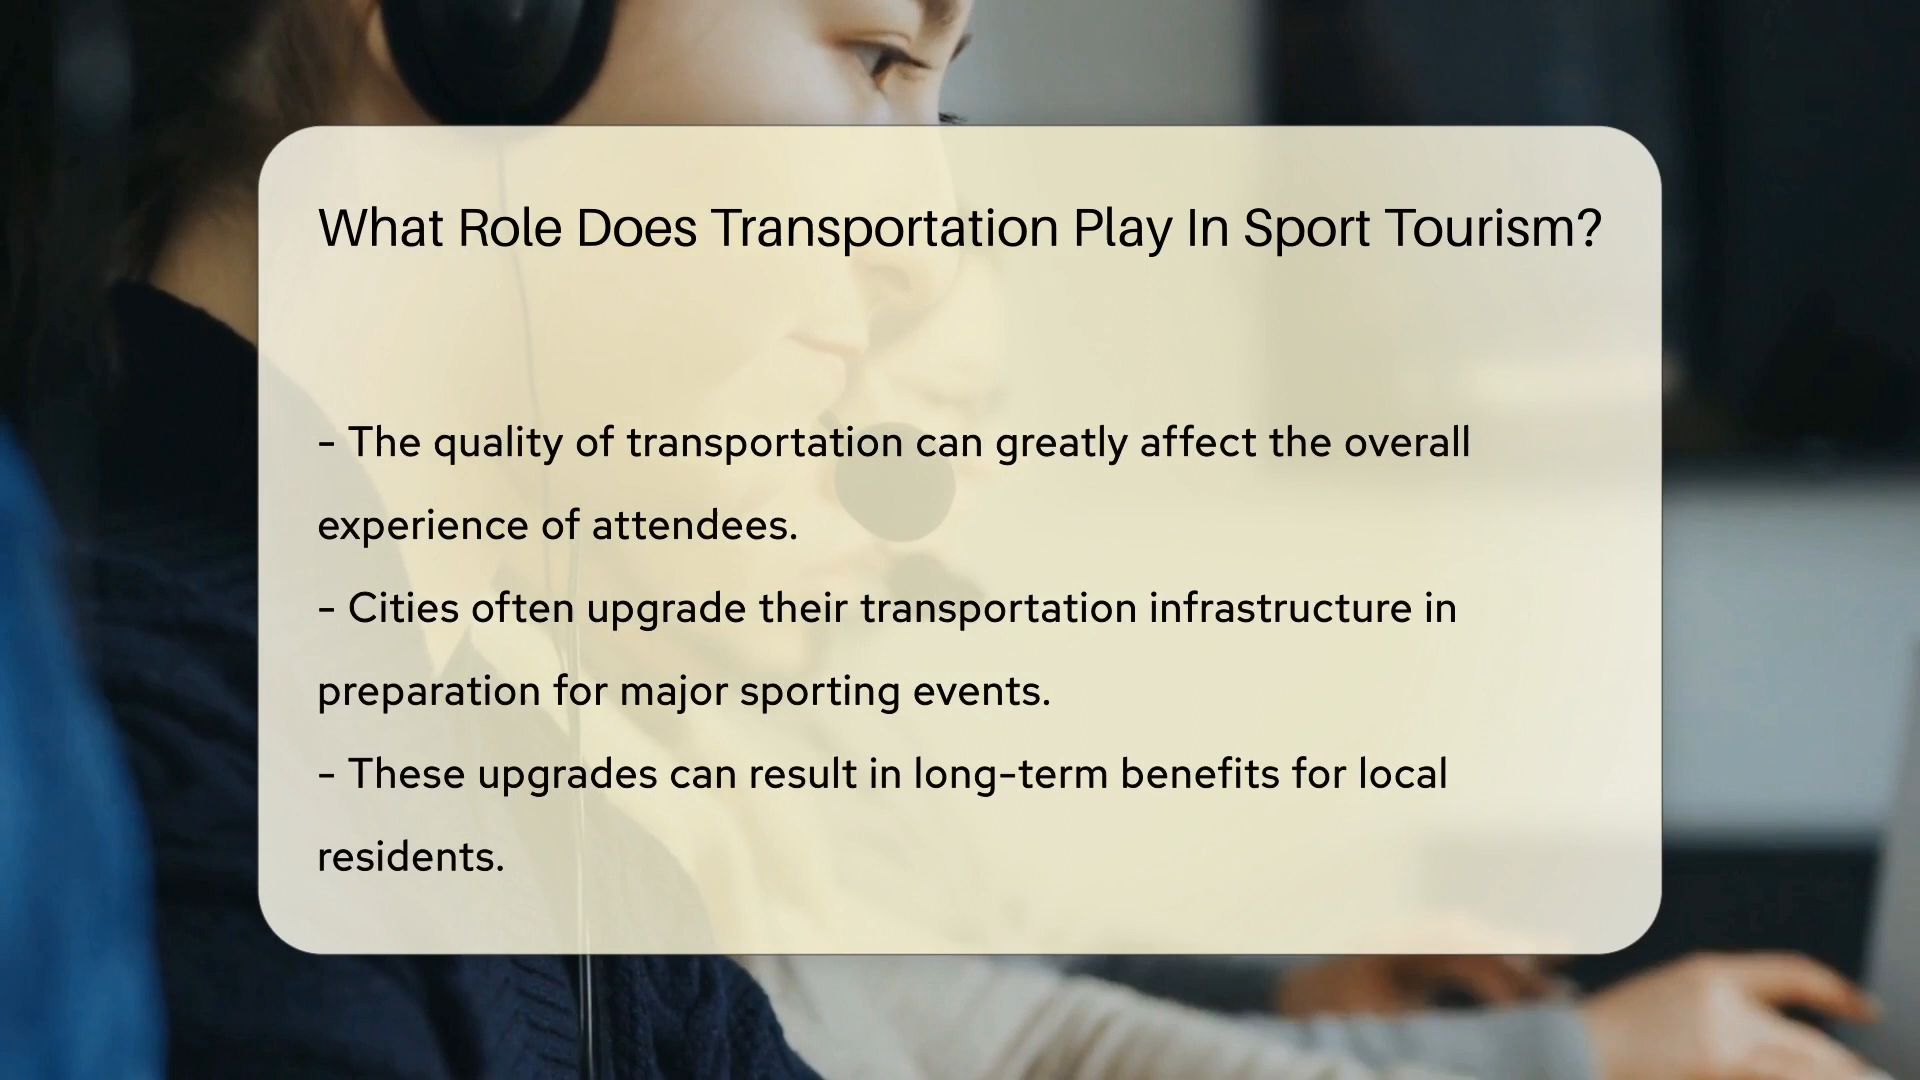 What Role Does Transportation Play In Sport Tourism?
- The quality of transportation can greatly affect the overall
experience of attendees.
- Cities often upgrade their transportation infrastructure in
preparation for major sporting events.
- These upgrades can result in long-term benefits for local
residents.